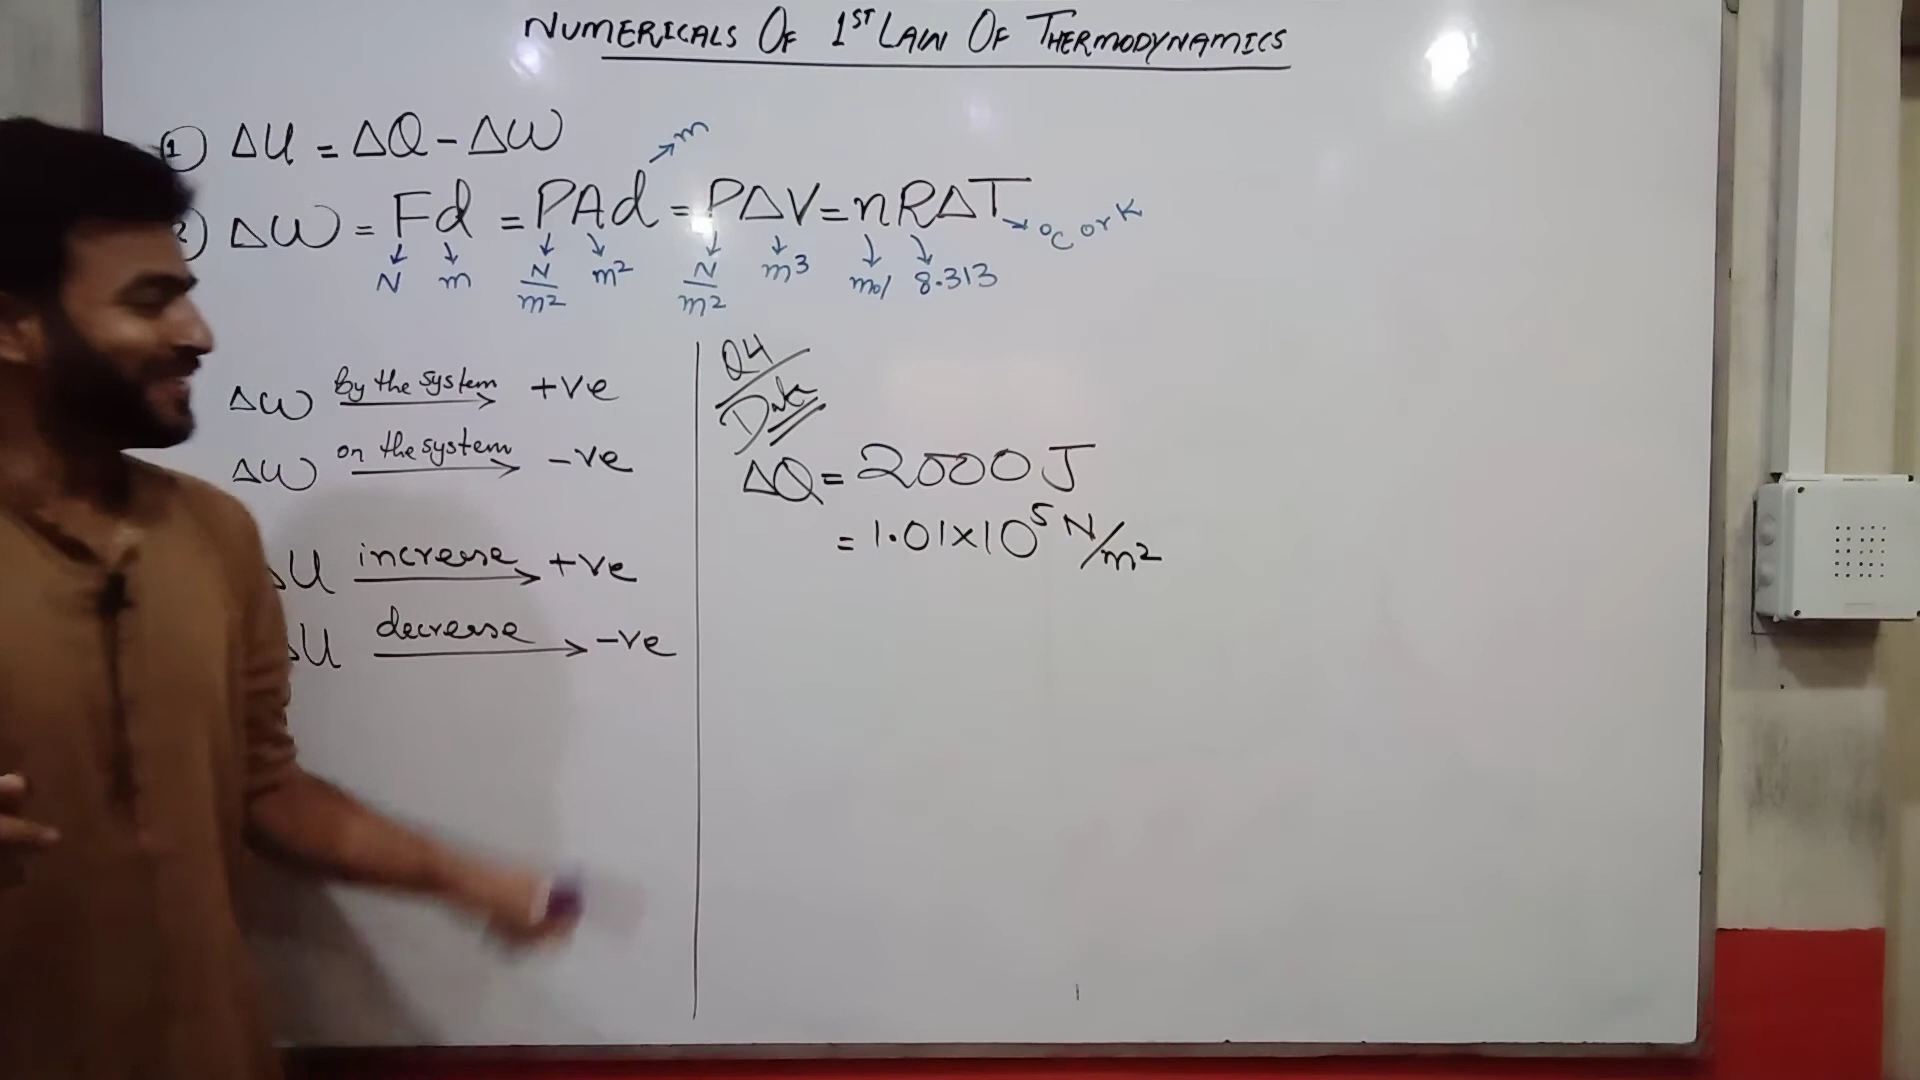 NUMERICALS OF 1ST LAW OF THERMODYNAMICS
1) ΔU = ΔQ - ΔW
→ m
2) ΔW = Fd = PAd = PΔV = nRΔT → °C or K
N m N/m² m² N/m² m³ mol 8.313
ΔW By the system +ve
ΔW on the system -ve
ΔU increase +ve
ΔU decrease -ve
Q4
Data
ΔQ = 2000 J
= 1.01×10⁵ N/m²